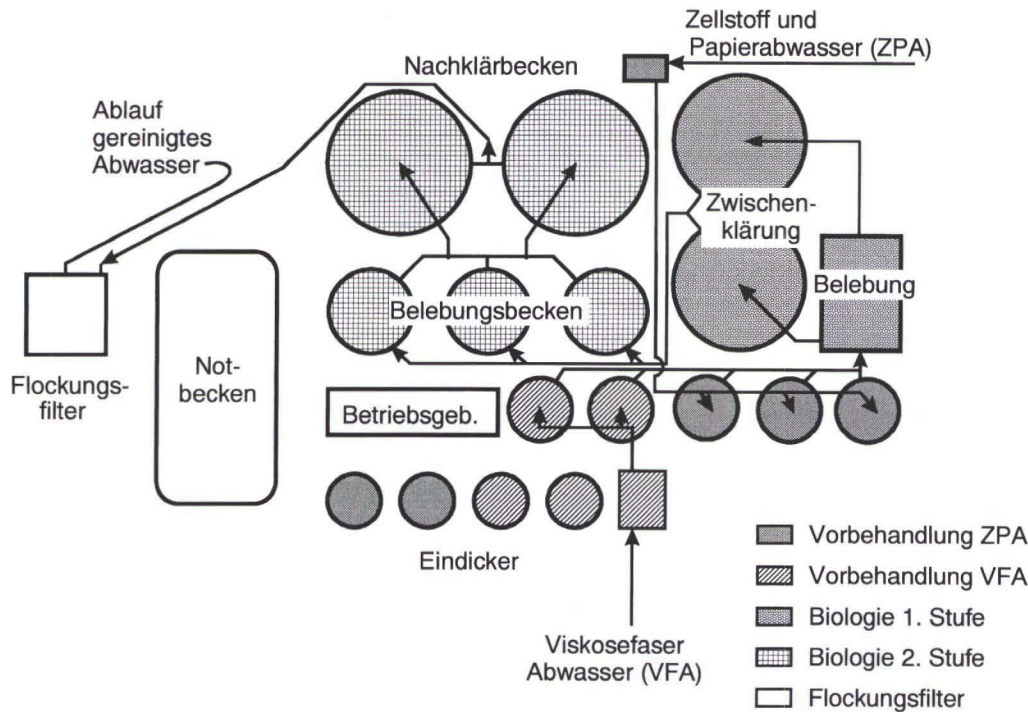 Zellstoff und
Papierabwasser (ZPA)
Nachklärbecken
Ablauf
gereinigtes
Abwasser
Zwischen-
klärung
Belebung
Belebungsbecken
Flockungs-
filter
Not-
becken
Betriebsgeb.
Eindicker
Viskosefaser
Abwasser (VFA)
Vorbehandlung ZPA
Vorbehandlung VFA
Biologie 1. Stufe
Biologie 2. Stufe
Flockungsfilter